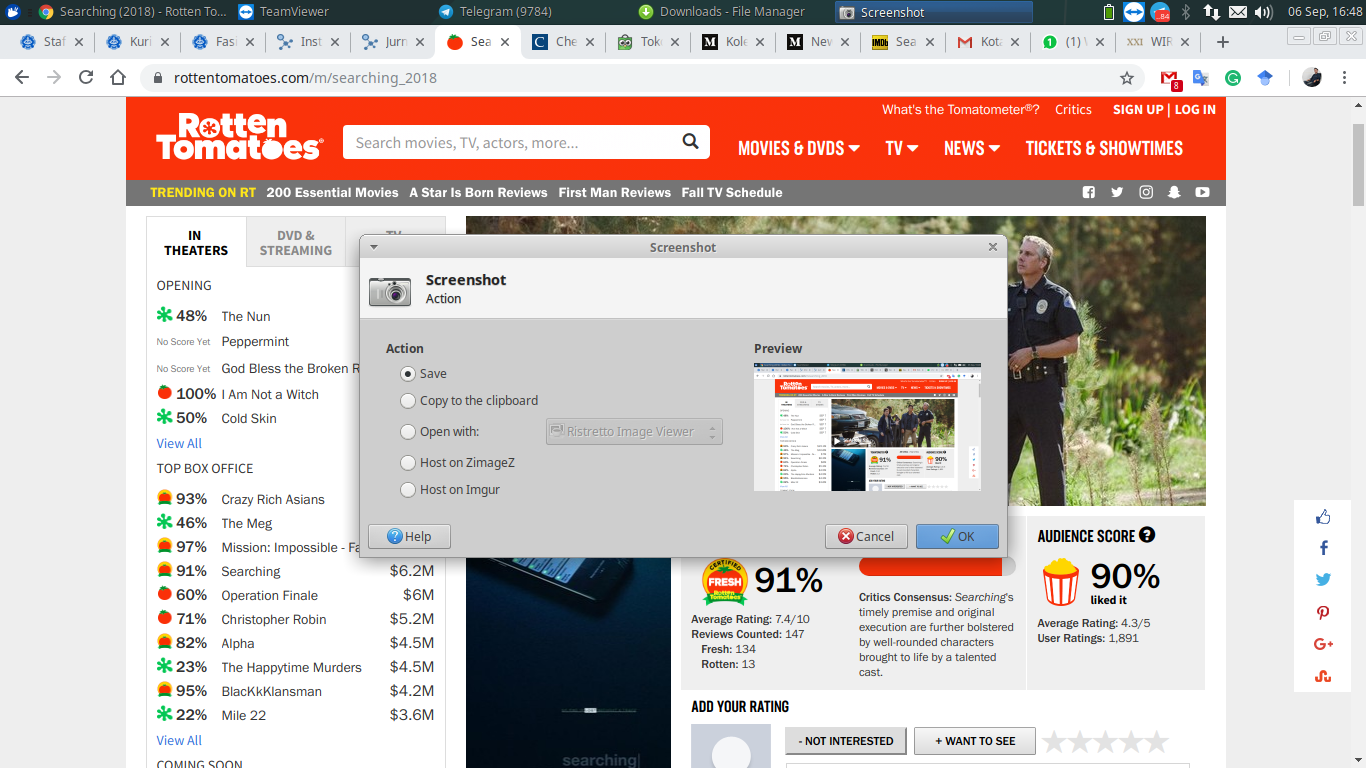 Searching (2018) - Rotten To...
TeamViewer
Telegram (9784)
Downloads - File Manager
Screenshot
84
06 Sep, 16:48
Staf
Kuri
Fasi
Inst
Jurn
Sea
Che
Tok
Kole
New
IMDb
Sea
Kota
1
(1)
XXI
WIR
rottentomatoes.com/m/searching_2018
8
What's the Tomatometer®?
Critics
SIGN UP | LOG IN
Rotten
Tomatoes
Search movies, TV, actors, more...
MOVIES & DVDS
TV
NEWS
TICKETS & SHOWTIMES
TRENDING ON RT
200 Essential Movies
A Star Is Born Reviews
First Man Reviews
Fall TV Schedule
IN
THEATERS
DVD &
STREAMING
TV
OPENING
48% The Nun
No Score Yet Peppermint
No Score Yet God Bless the Broken R
100% I Am Not a Witch
50% Cold Skin
View All
TOP BOX OFFICE
93% Crazy Rich Asians
46% The Meg
97% Mission: Impossible - Fa
91% Searching $6.2M
60% Operation Finale $6M
71% Christopher Robin $5.2M
82% Alpha $4.5M
23% The Happytime Murders $4.5M
95% BlacKkKlansman $4.2M
22% Mile 22 $3.6M
View All
COMING SOON
Screenshot
Screenshot
Action
Action
Save
Copy to the clipboard
Open with:
Ristretto Image Viewer
Host on ZimageZ
Host on Imgur
Preview
Help
Cancel
OK
searching
CERTIFIED
FRESH
Rotten
Tomatoes
91%
Average Rating: 7.4/10
Reviews Counted: 147
Fresh: 134
Rotten: 13
Critics Consensus: Searching's
timely premise and original
execution are further bolstered
by well-rounded characters
brought to life by a talented
cast.
AUDIENCE SCORE
90%
liked it
Average Rating: 4.3/5
User Ratings: 1,891
ADD YOUR RATING
- NOT INTERESTED
+ WANT TO SEE
G+